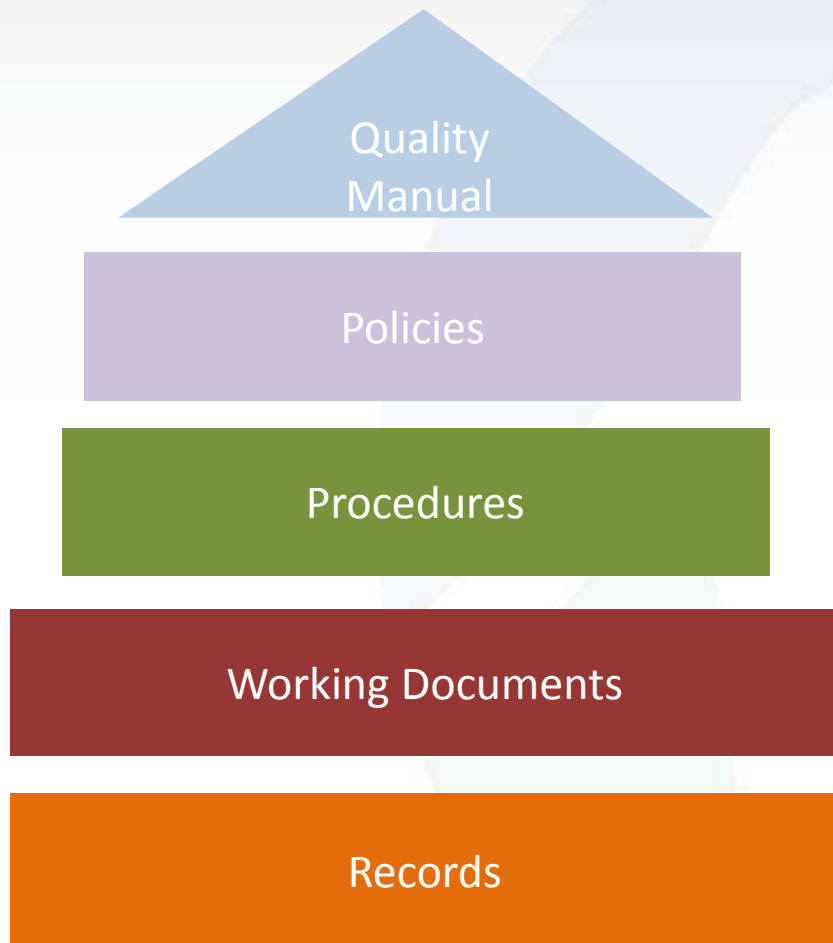 Quality
Manual
Policies
Procedures
Working Documents
Records